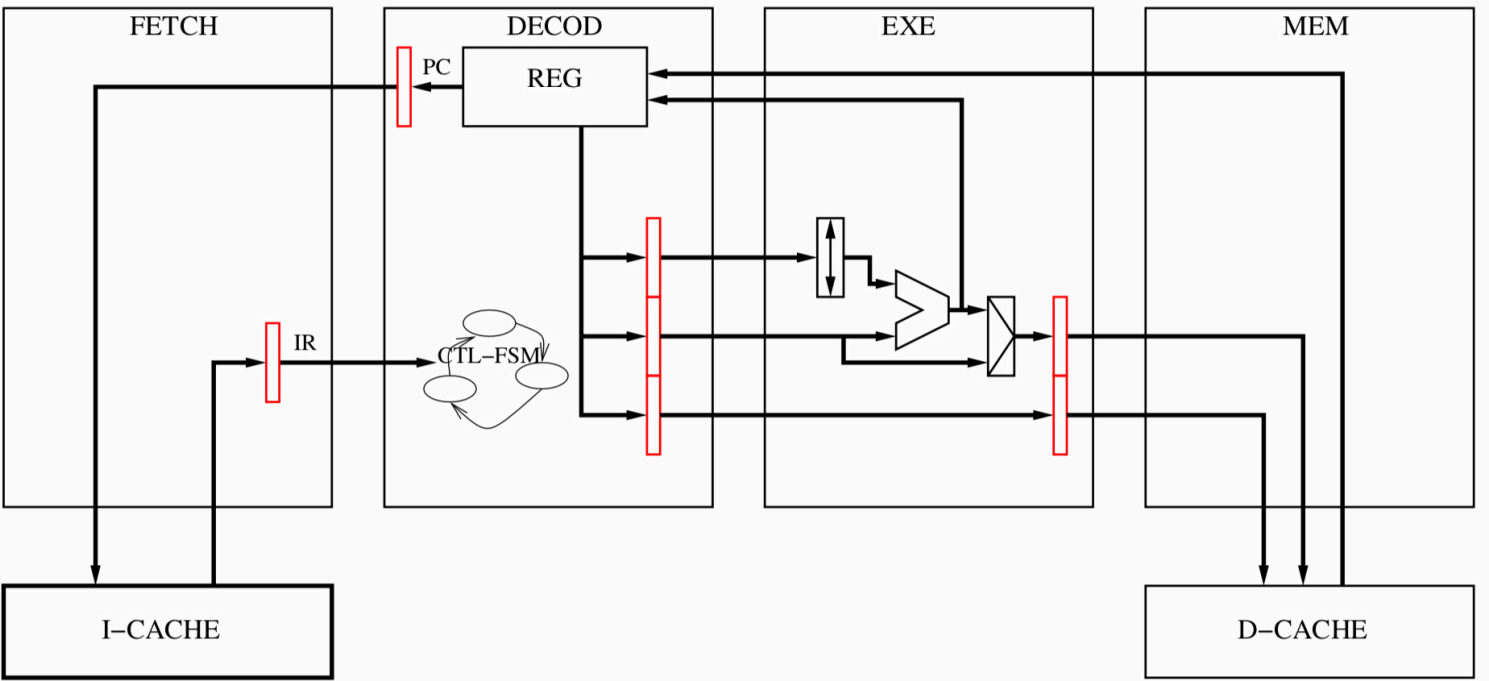 FETCH
DECOD
EXE
MEM
PC
REG
IR
CTL–FSM
I–CACHE
D–CACHE